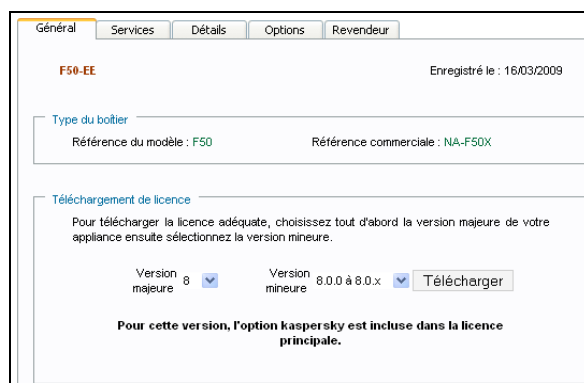 Général Services Détails Options Revendeur
F50-EE Enregistré le : 16/03/2009
Type du boîtier
Référence du modèle : F50 Référence commerciale : NA-F50X
Téléchargement de licence
Pour télécharger la licence adéquate, choisissez tout d'abord la version majeure de votre
appliance ensuite sélectionnez la version mineure.
Version majeure 8 Version mineure 8.0.0 à 8.0.x Télécharger
Pour cette version, l'option kaspersky est incluse dans la licence
principale.